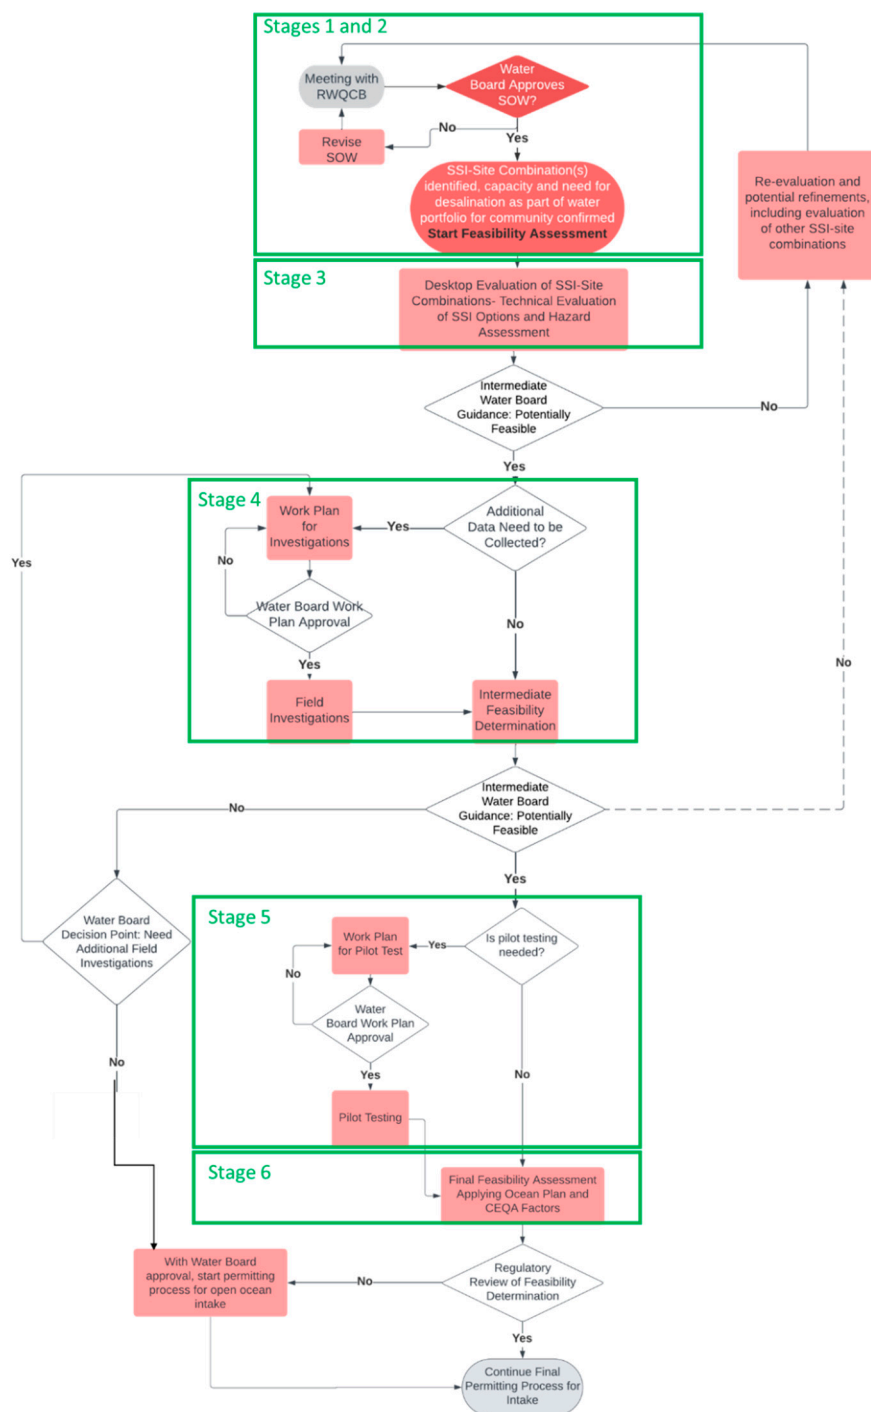 Stages 1 and 2
Meeting with
RWQCB
Water
Board Approves
SOW?
No
Yes
Revise
SOW
SSI-Site Combination(s)
identified, capacity and need for
desalination as part of water
portfolio for community confirmed
Start Feasibility Assessment
Re-evaluation and
potential refinements,
including evaluation
of other SSI-site
combinations
Stage 3
Desktop Evaluation of SSI-Site
Combinations- Technical Evaluation
of SSI Options and Hazard
Assessment
Intermediate
Water Board
Guidance: Potentially
Feasible
No
Yes
Stage 4
Work Plan
for
Investigations
Yes
Additional
Data Need to be
Collected?
No
Yes
Water Board Work
Plan Approval
No
Yes
No
Field
Investigations
Intermediate
Feasibility
Determination
Intermediate
Water Board
Guidance: Potentially
Feasible
No
Yes
Stage 5
Water Board
Decision Point: Need
Additional Field
Investigations
Work Plan
for Pilot Test
Yes
Is pilot testing
needed?
No
Water
Board Work Plan
Approval
No
Yes
No
Pilot Testing
Stage 6
Final Feasibility Assessment
Applying Ocean Plan and
CEQA Factors
With Water Board
approval, start permitting
process for open ocean
intake
No
Regulatory
Review of Feasibility
Determination
Yes
Continue Final
Permitting Process for
Intake